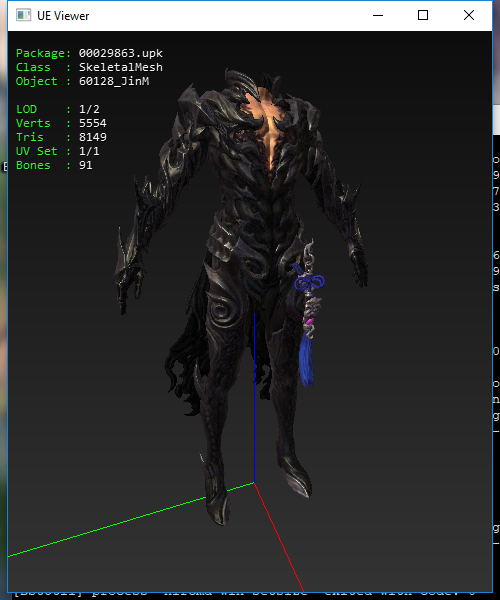 UE Viewer
Package: 00029863.upk
Class : SkeletalMesh
Object : 60128_JinM
LOD : 1/2
Verts : 5554
Tris : 8149
UV Set : 1/1
Bones : 91